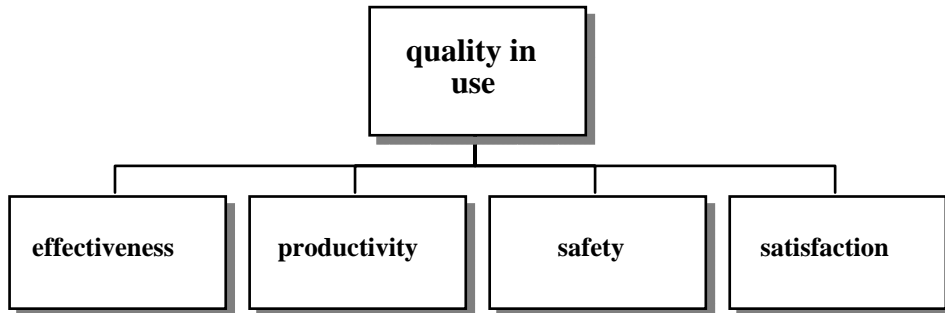 quality in
use
effectiveness
productivity
safety
satisfaction